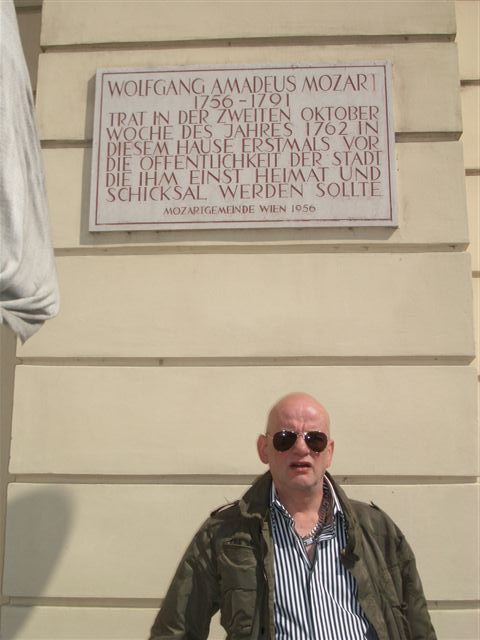 WOLFGANG AMADEUS MOZART
1756-1791
TRAT IN DER ZWEITEN OKTOBER
WOCHE DES JAHRES 1762 IN
DIESEM HAUSE ERSTMALS VOR
DIE ÖFFENTLICHKEIT DER STADT
DIE IHM EINST HEIMAT UND
SCHICKSAL WERDEN SOLLTE
MOZARTGEMEINDE WIEN 1956